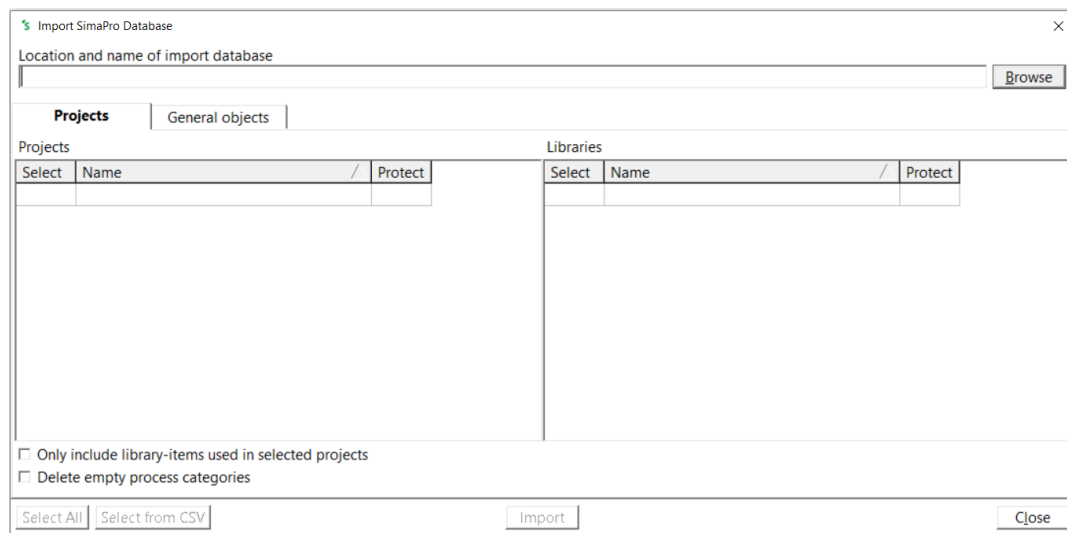 Import SimaPro Database
Location and name of import database
Browse
Projects General objects
Projects Libraries
Select Name Protect Select Name Protect
Only include library-items used in selected projects
Delete empty process categories
Select All Select from CSV Import Close